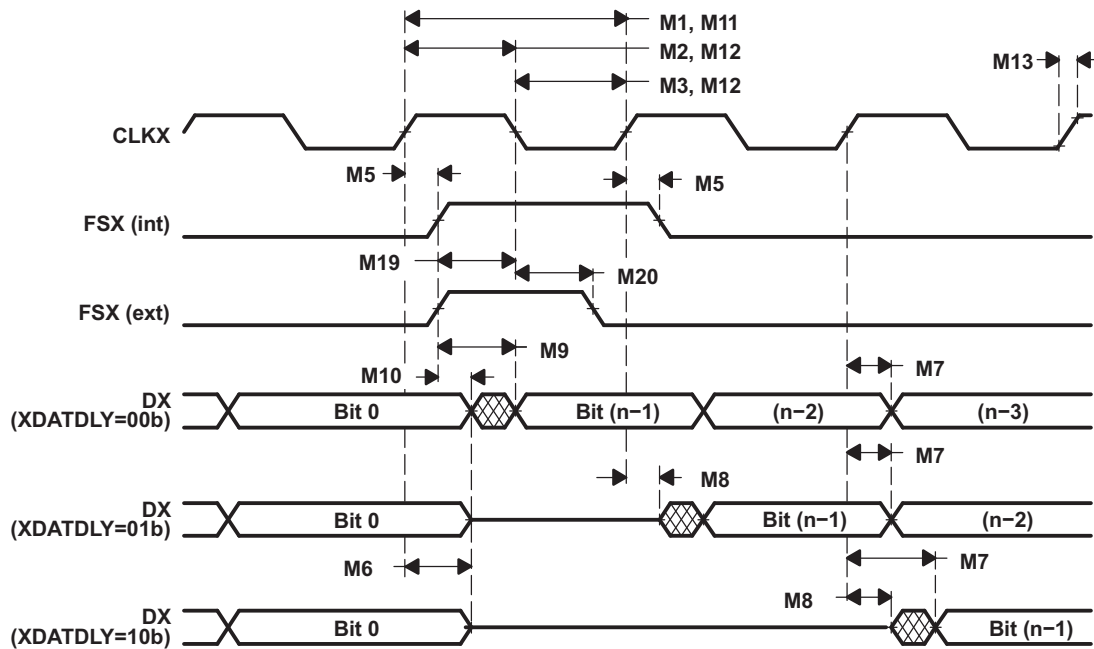 M1, M11
M2, M12
M13
M3, M12
CLKX
M5
M5
FSX (int)
M19
M20
FSX (ext)
M9
M10
M7
DX
(XDATDLY=00b)
Bit 0
Bit (n−1)
(n−2)
(n−3)
M7
M8
DX
(XDATDLY=01b)
Bit 0
Bit (n−1)
(n−2)
M6
M7
M8
DX
(XDATDLY=10b)
Bit 0
Bit (n−1)